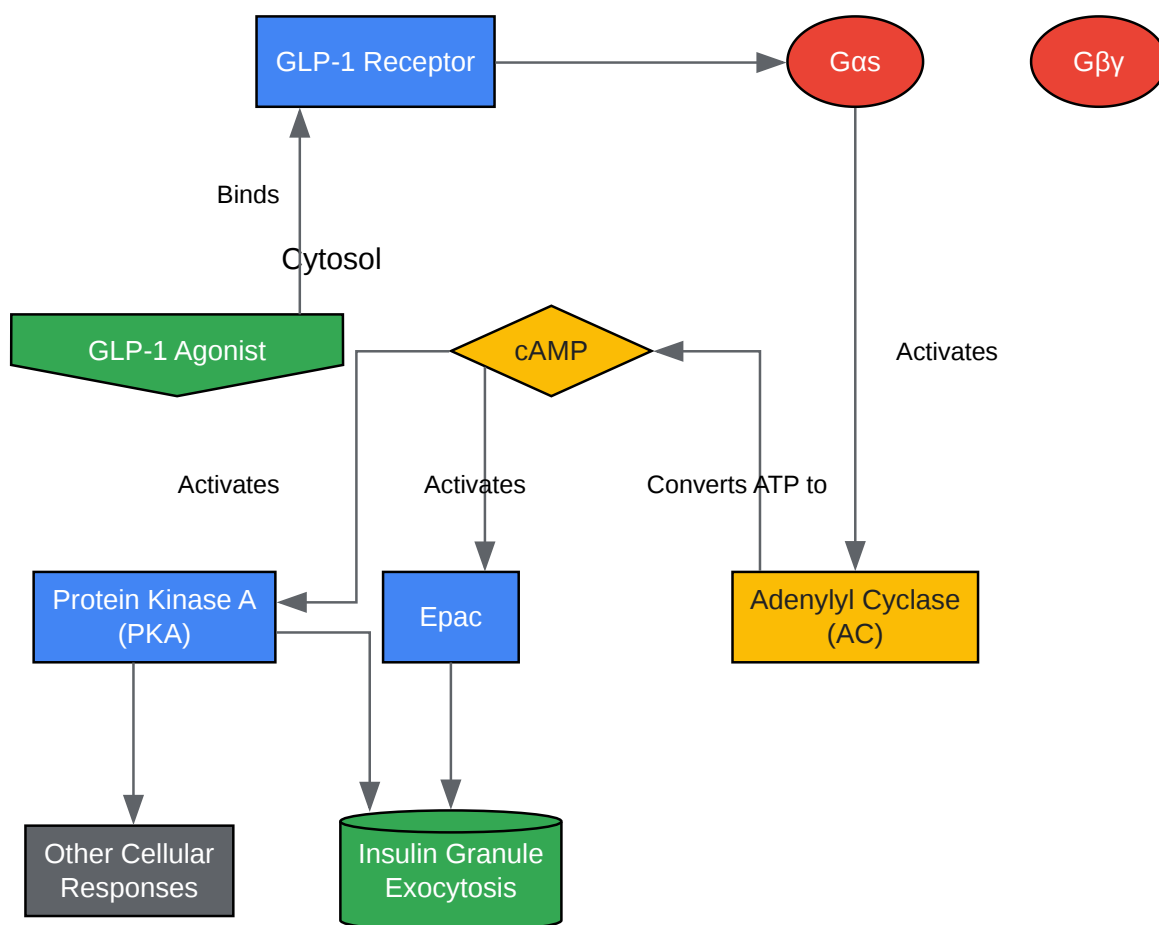 GLP-1 Receptor
Gαs
Gβγ
Binds
Cytosol
GLP-1 Agonist
cAMP
Activates
Activates
Activates
Converts ATP to
Protein Kinase A
(PKA)
Epac
Adenylyl Cyclase
(AC)
Other Cellular
Responses
Insulin Granule
Exocytosis